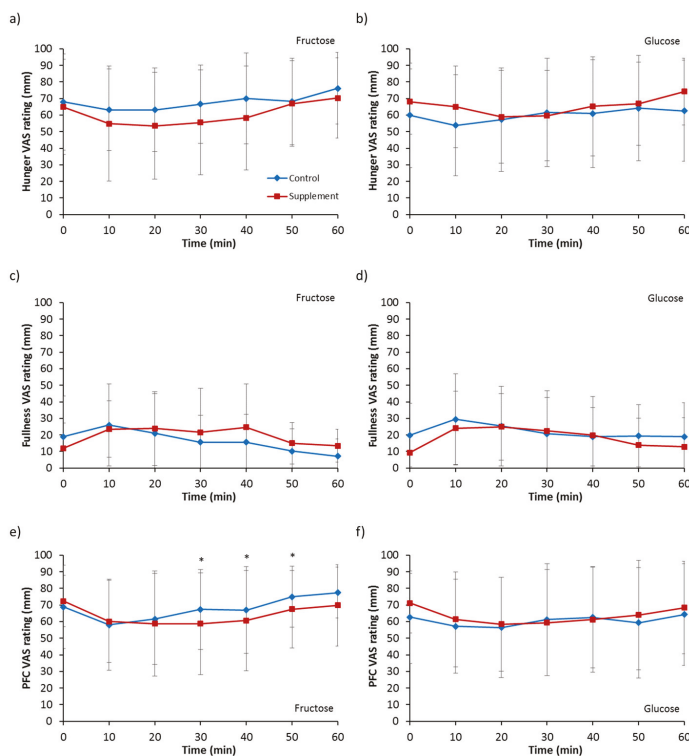 a)
Fructose
Hunger VAS rating (mm)
100
90
80
70
60
50
40
30
20
10
0
Control
Supplement
0 10 20 30 40 50 60
Time (min)
b)
Glucose
Hunger VAS rating (mm)
100
90
80
70
60
50
40
30
20
10
0
0 10 20 30 40 50 60
Time (min)
c)
Fructose
Fullness VAS rating (mm)
100
90
80
70
60
50
40
30
20
10
0
0 10 20 30 40 50 60
Time (min)
d)
Glucose
Fullness VAS rating (mm)
100
90
80
70
60
50
40
30
20
10
0
0 10 20 30 40 50 60
Time (min)
e)
PFC VAS rating (mm)
100
90
80
70
60
50
40
30
20
10
0
* * *
Fructose
0 10 20 30 40 50 60
Time (min)
f)
PFC VAS rating (mm)
100
90
80
70
60
50
40
30
20
10
0
Glucose
0 10 20 30 40 50 60
Time (min)